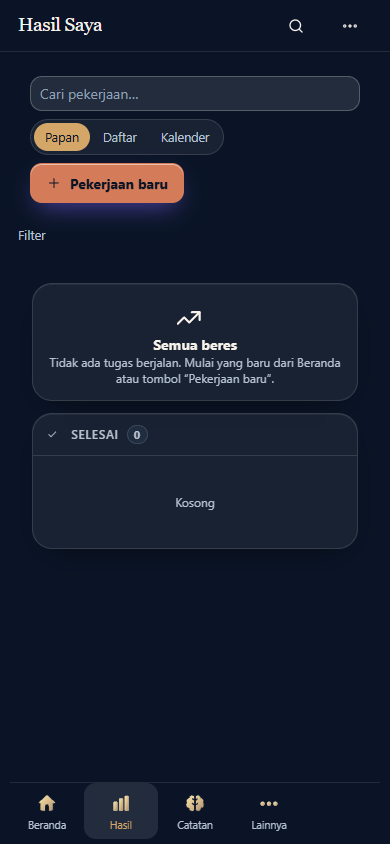 Hasil Saya
Cari pekerjaan...
Papan
Daftar
Kalender
Pekerjaan baru
Filter
Semua beres
Tidak ada tugas berjalan. Mulai yang baru dari Beranda
atau tombol “Pekerjaan baru”.
SELESAI
0
Kosong
Beranda
Hasil
Catatan
Lainnya